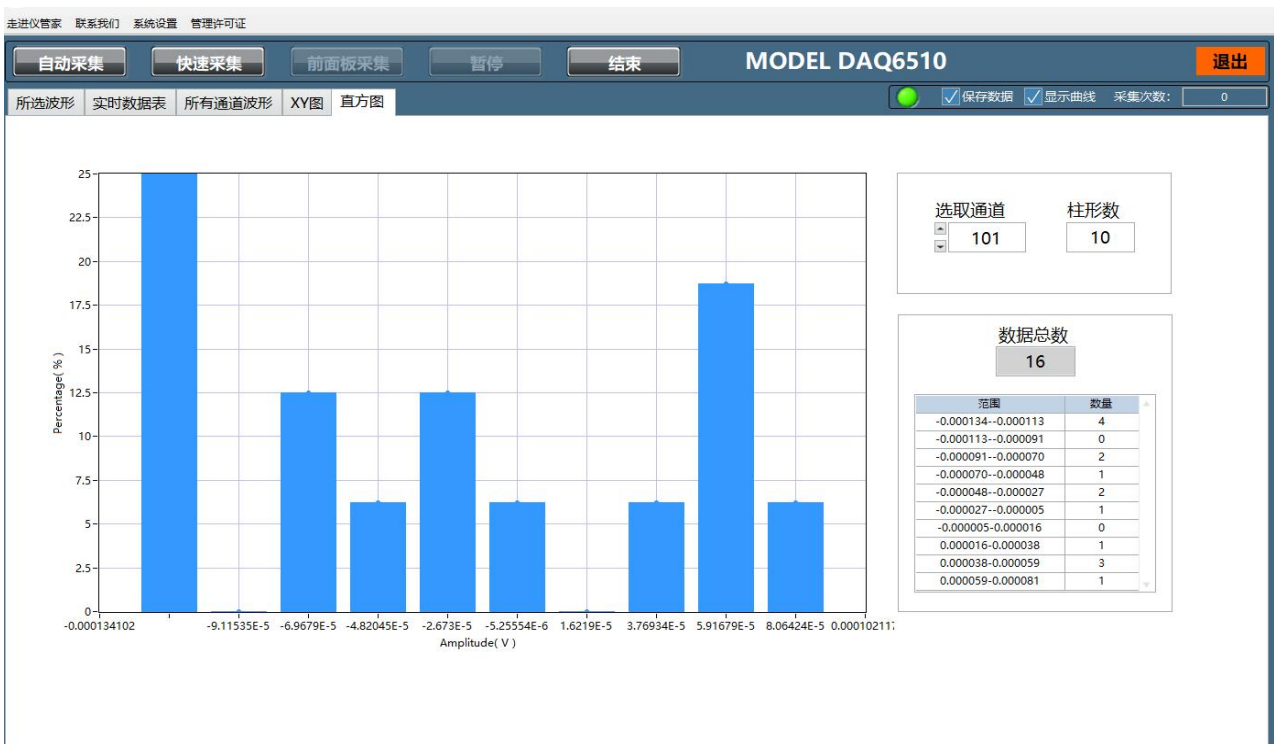 走进仪管家 联系我们 系统设置 管理许可证
自动采集 快速采集 前面板采集 暂停 结束 MODEL DAQ6510 退出
所选波形 实时数据表 所有通道波形 XY图 直方图 保存数据 显示曲线 采集次数: 0
25
22.5
20
17.5
15
12.5
10
7.5
5
2.5
0
Percentage( % )
-0.000134102 -9.11535E-5 -6.9679E-5 -4.82045E-5 -2.673E-5 -5.25554E-6 1.6219E-5 3.76934E-5 5.91679E-5 8.06424E-5 0.000102117
Amplitude( V )
选取通道 柱形数
101 10
数据总数
16
范围 数量
-0.000134--0.000113 4
-0.000113--0.000091 0
-0.000091--0.000070 2
-0.000070--0.000048 1
-0.000048--0.000027 2
-0.000027--0.000005 1
-0.000005-0.000016 0
0.000016-0.000038 1
0.000038-0.000059 3
0.000059-0.000081 1